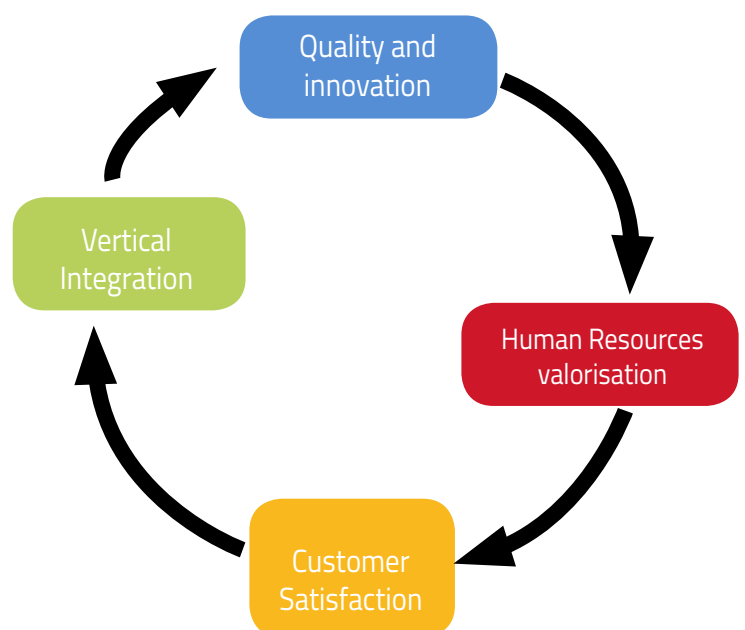 Quality and
innovation
Human Resources
valorisation
Customer
Satisfaction
Vertical
Integration